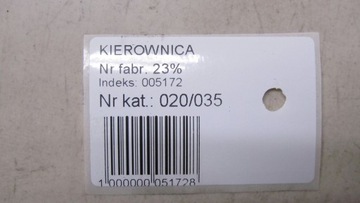 KIEROWNICA
Nr fabr. 23%
Indeks: 005172
Nr kat.: 020/035
1 000000 051728